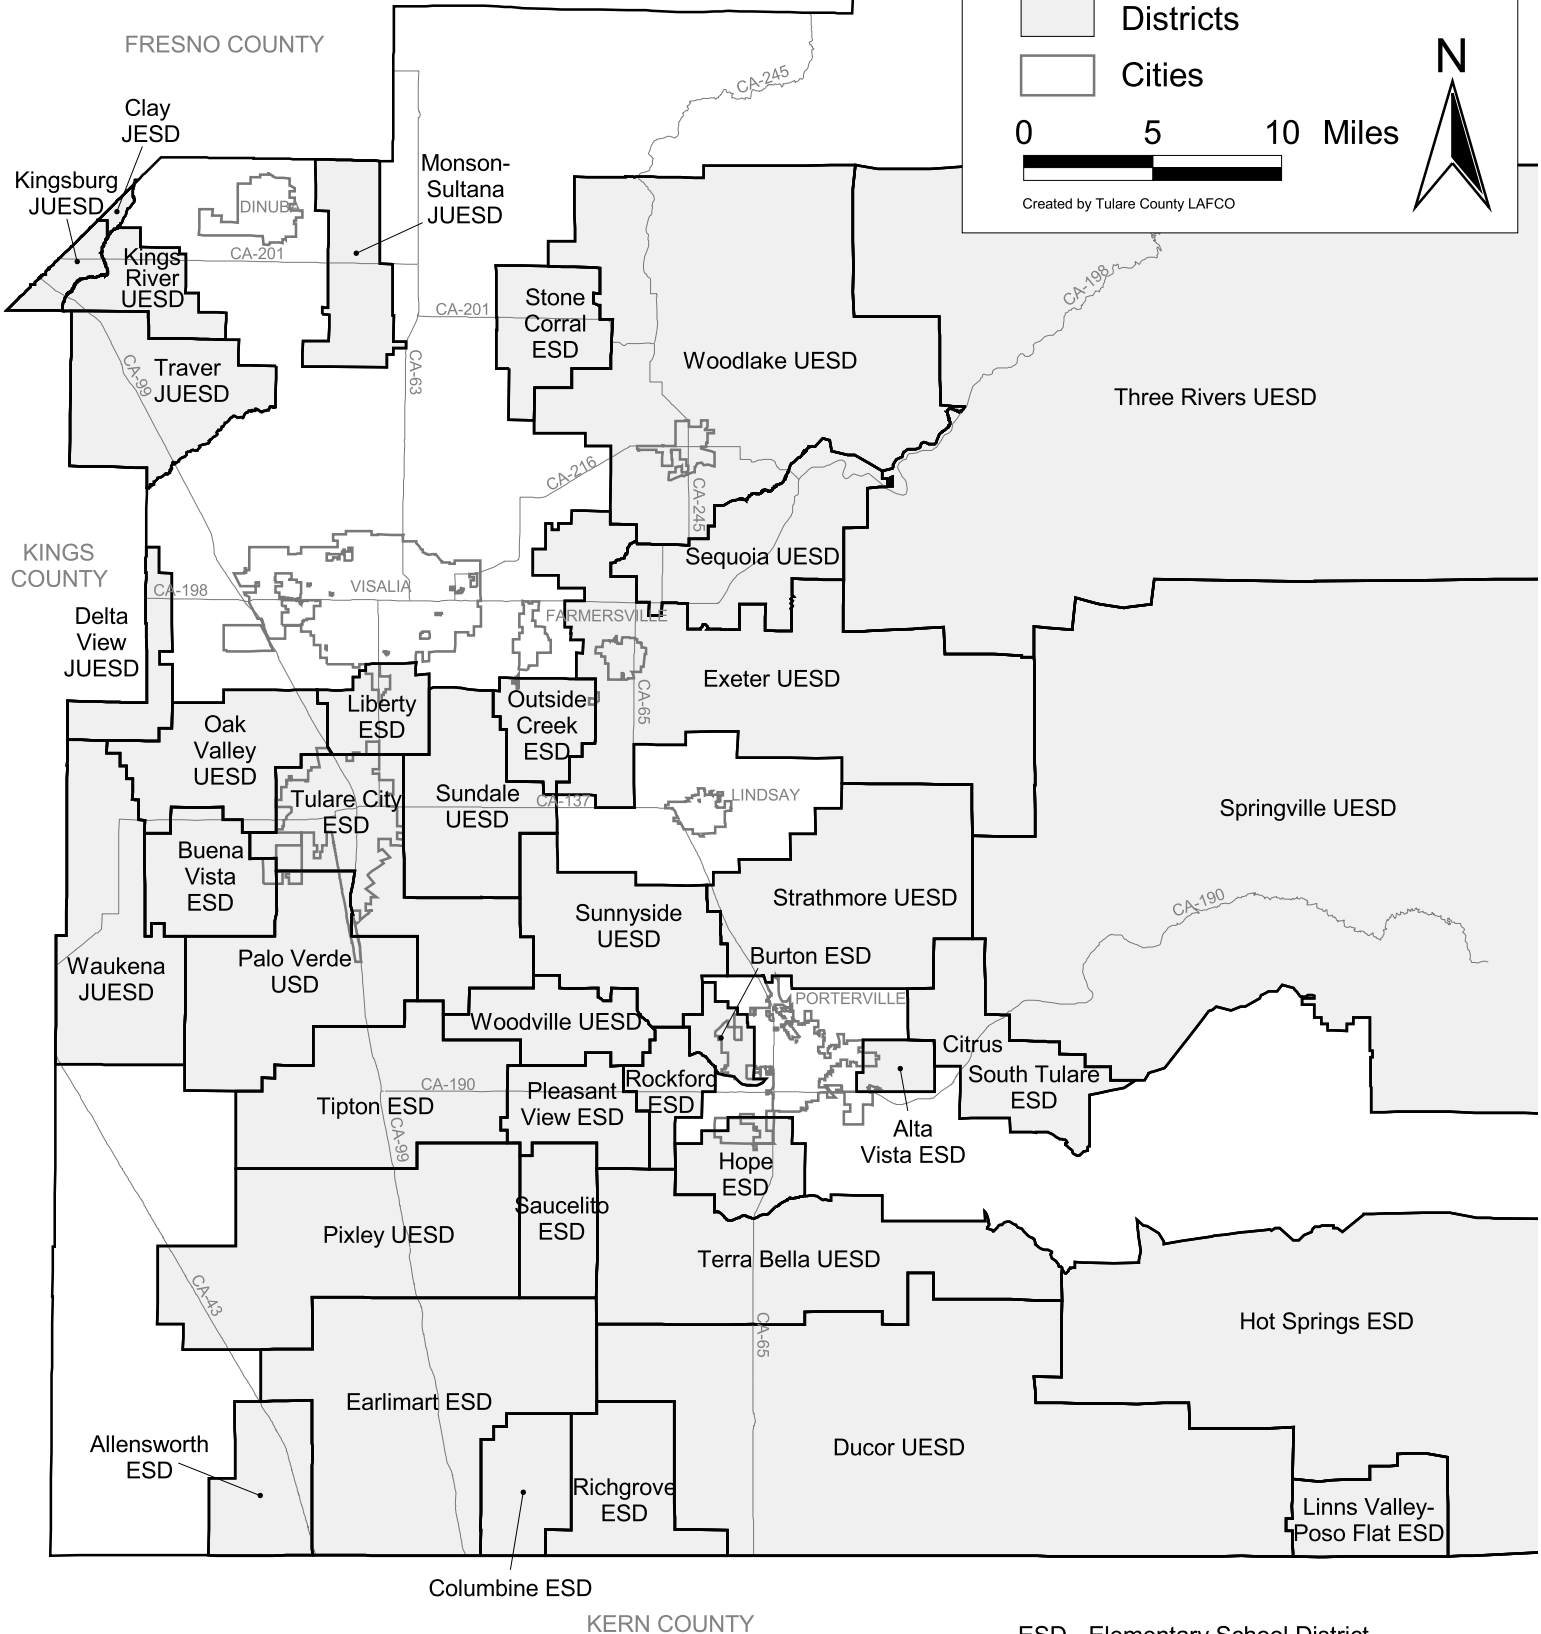 Districts
Cities
N
0 5 10 Miles
Created by Tulare County LAFCO
FRESNO COUNTY
CA-245
Clay
JESD
Kingsburg
JUESD
Monson-
Sultana
JUESD
DINUBA
CA-201
Kings
River
UESD
CA-198
Stone
Corral
ESD
CA-201
Traver
JUESD
CA-99
CA-63
Woodlake UESD
Three Rivers UESD
CA-216
CA-245
KINGS
COUNTY
Sequoia UESD
VISALIA
CA-198
FARMERSVILLE
Delta
View
JUESD
Exeter UESD
CA-65
Liberty
ESD
Outside
Creek
ESD
Oak
Valley
UESD
Tulare City
ESD
Sundale
UESD
CA-137
LINDSAY
Springville UESD
Buena
Vista
ESD
Strathmore UESD
CA-190
Sunnyside
UESD
Burton ESD
Waukena
JUESD
Palo Verde
USD
PORTERVILLE
Woodville UESD
Citrus
South Tulare
ESD
Rockford
ESD
CA-190
Pleasant
View ESD
Tipton ESD
CA-99
Alta
Vista ESD
Hope
ESD
Saucelito
ESD
Pixley UESD
Terra Bella UESD
CA-43
CA-65
Hot Springs ESD
Earlimart ESD
Allensworth
ESD
Ducor UESD
Richgrove
ESD
Linns Valley-
Poso Flat ESD
Columbine ESD
KERN COUNTY
ESD - Elementary School District